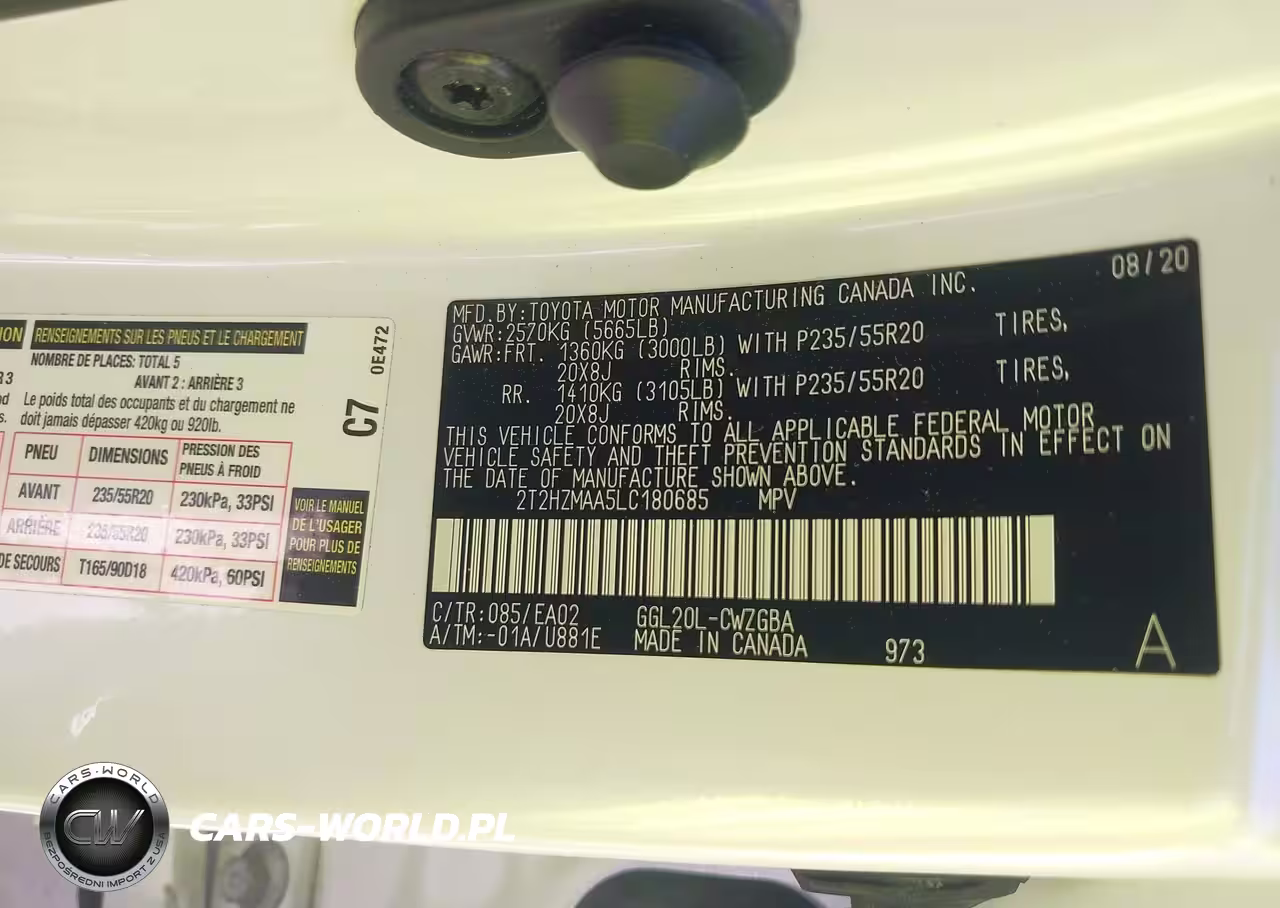 ION
RENSEIGNEMENTS SUR LES PNEUS ET LE CHARGEMENT
NOMBRE DE PLACES: TOTAL 5
R3
AVANT 2 : ARRIÈRE 3
Le poids total des occupants et du chargement ne
doit jamais dépasser 420kg ou 920lb.
PNEU DIMENSIONS PRESSION DES PNEUS À FROID
AVANT 235/55R20 230kPa, 33PSI
ARRIÈRE 235/55R20 230kPa, 33PSI
DE SECOURS T165/90D18 420kPa, 60PSI
VOIR LE MANUEL
DE L'USAGER
POUR PLUS DE
RENSEIGNEMENTS
0E472
C7
08/20
MFD. BY: TOYOTA MOTOR MANUFACTURING CANADA INC.
GVWR: 2570KG (5665LB)
GAWR: FRT. 1360KG (3000LB) WITH P235/55R20 TIRES,
20X8J RIMS.
RR. 1410KG (3105LB) WITH P235/55R20 TIRES,
20X8J RIMS.
THIS VEHICLE CONFORMS TO ALL APPLICABLE FEDERAL MOTOR
VEHICLE SAFETY AND THEFT PREVENTION STANDARDS IN EFFECT ON
THE DATE OF MANUFACTURE SHOWN ABOVE.
2T2HZMAA5LC180685 MPV
C/TR: 085/EA02 GGL20L-CWZGBA
A/TM:-01A/U881E MADE IN CANADA 973 A
CARS-WORLD
CW
BEZPOŚREDNI IMPORT Z USA
CARS-WORLD.PL